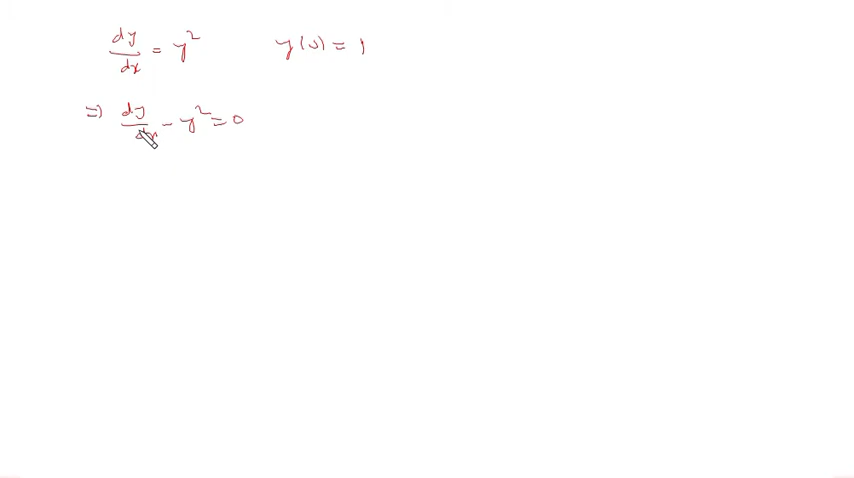 dy/dx = y² y(0) = 1
⇒ dy/dx - y² = 0